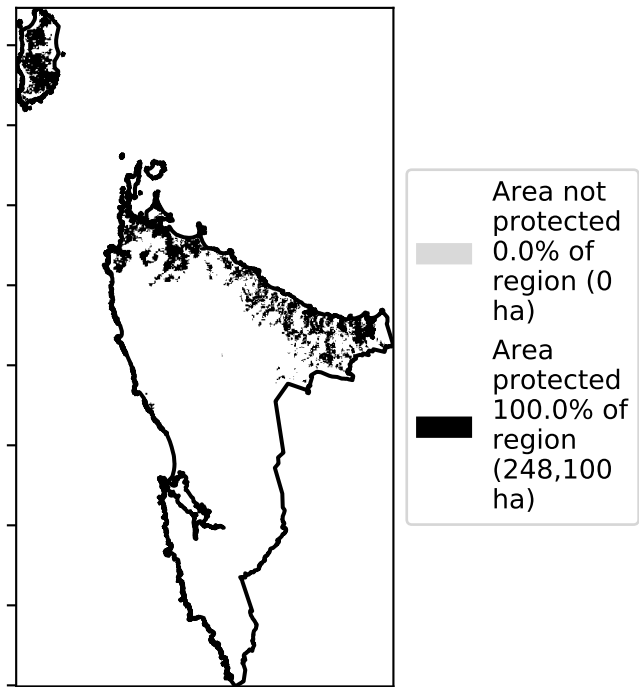 Area not
protected
0.0% of
region (0
ha)
Area
protected
100.0% of
region
(248,100
ha)